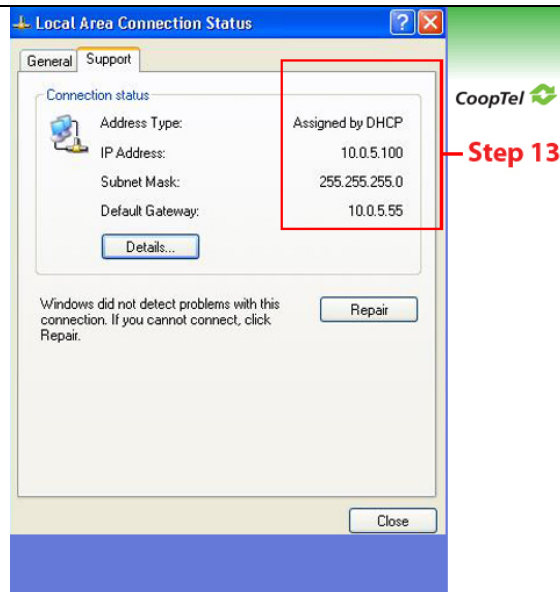 Local Area Connection Status
General Support
Connection status
Address Type: Assigned by DHCP
IP Address: 10.0.5.100
Subnet Mask: 255.255.255.0
Default Gateway: 10.0.5.55
Details...
Windows did not detect problems with this
connection. If you cannot connect, click
Repair.
Repair
Close
CoopTel
Step 13